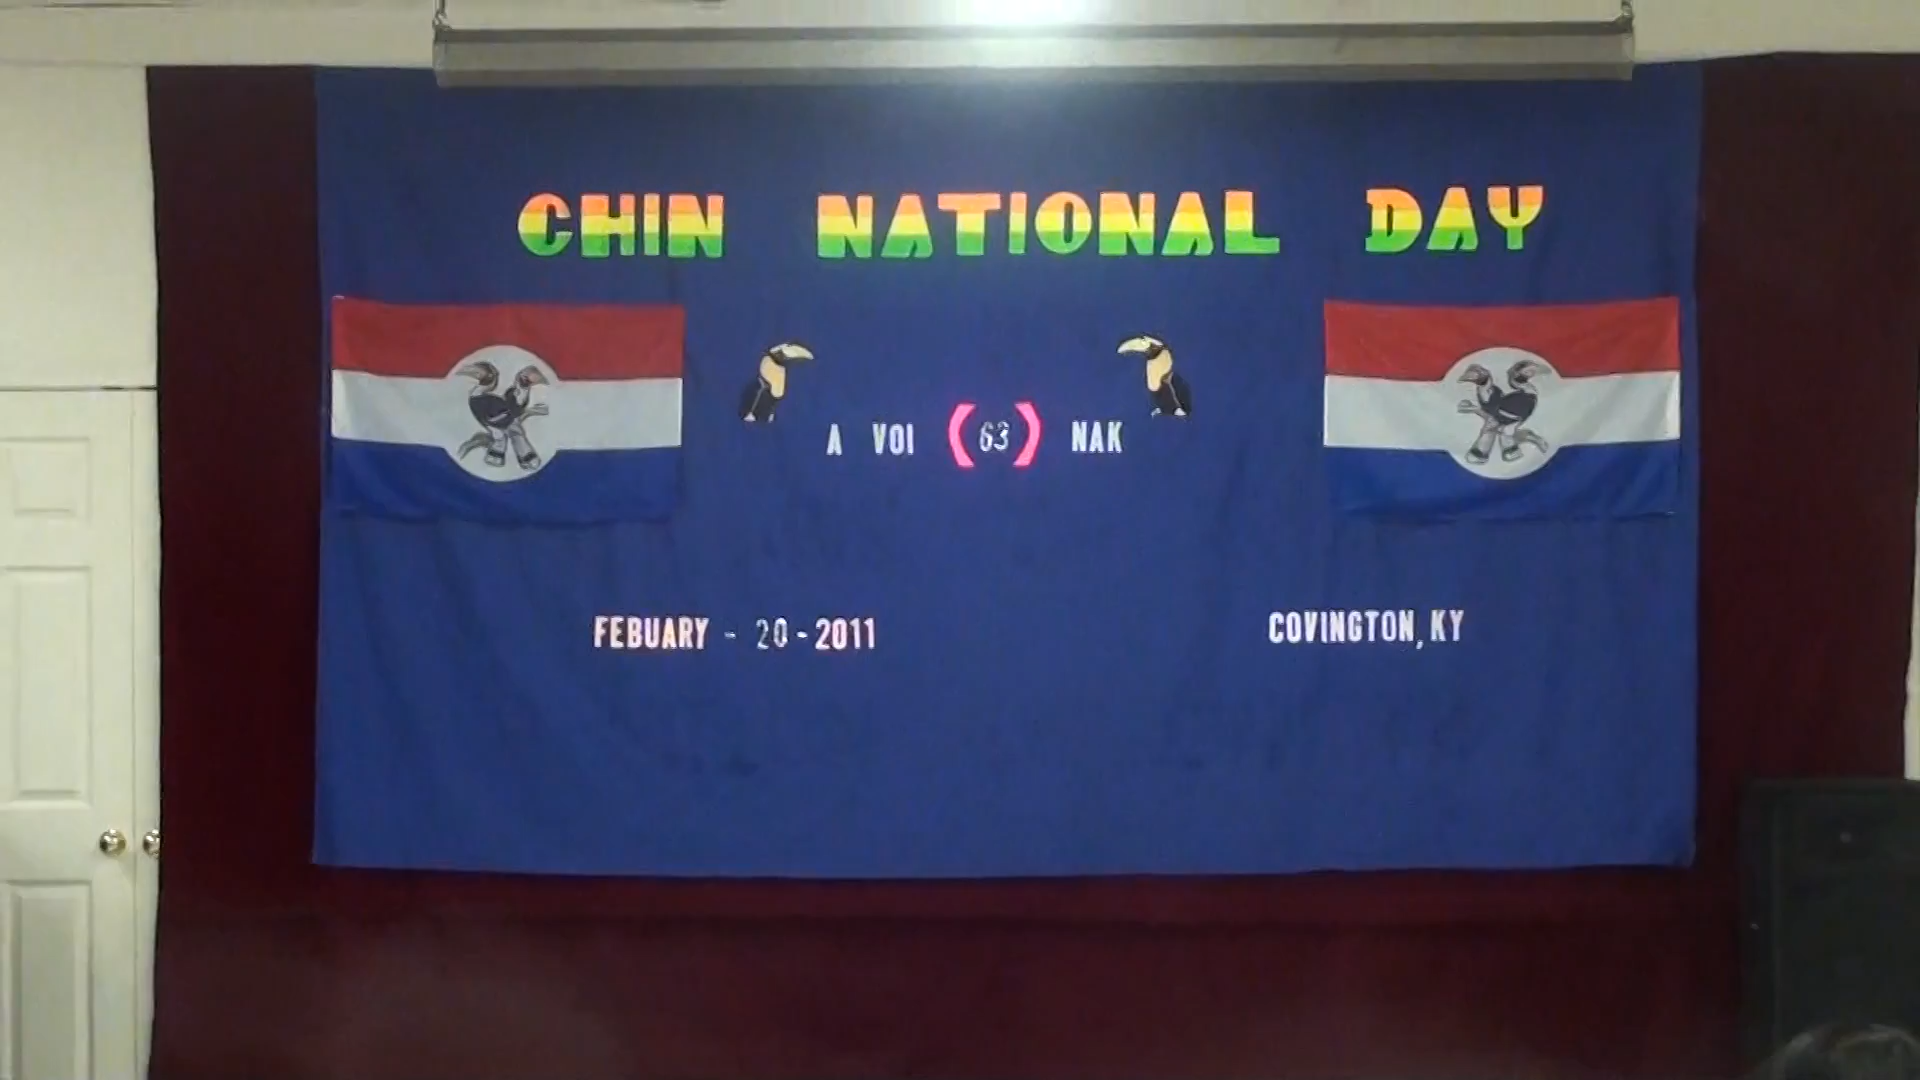 CHIN NATIONAL DAY
A VOI (63) NAK
FEBUARY - 20 - 2011
COVINGTON, KY